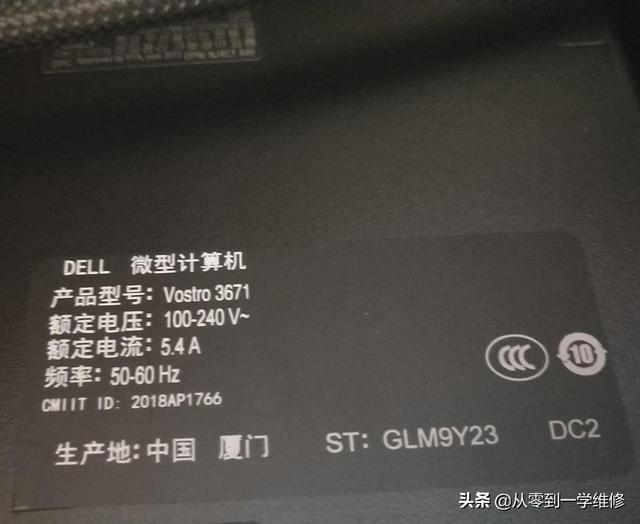 DELL 微型计算机
产品型号: Vostro 3671
额定电压: 100-240 V~
额定电流: 5.4 A
频率: 50-60 Hz
CMIIT ID: 2018AP1766
CCC
10
生产地: 中国 厦门 ST: GLM9Y23 DC2
头条 @从零到一学维修